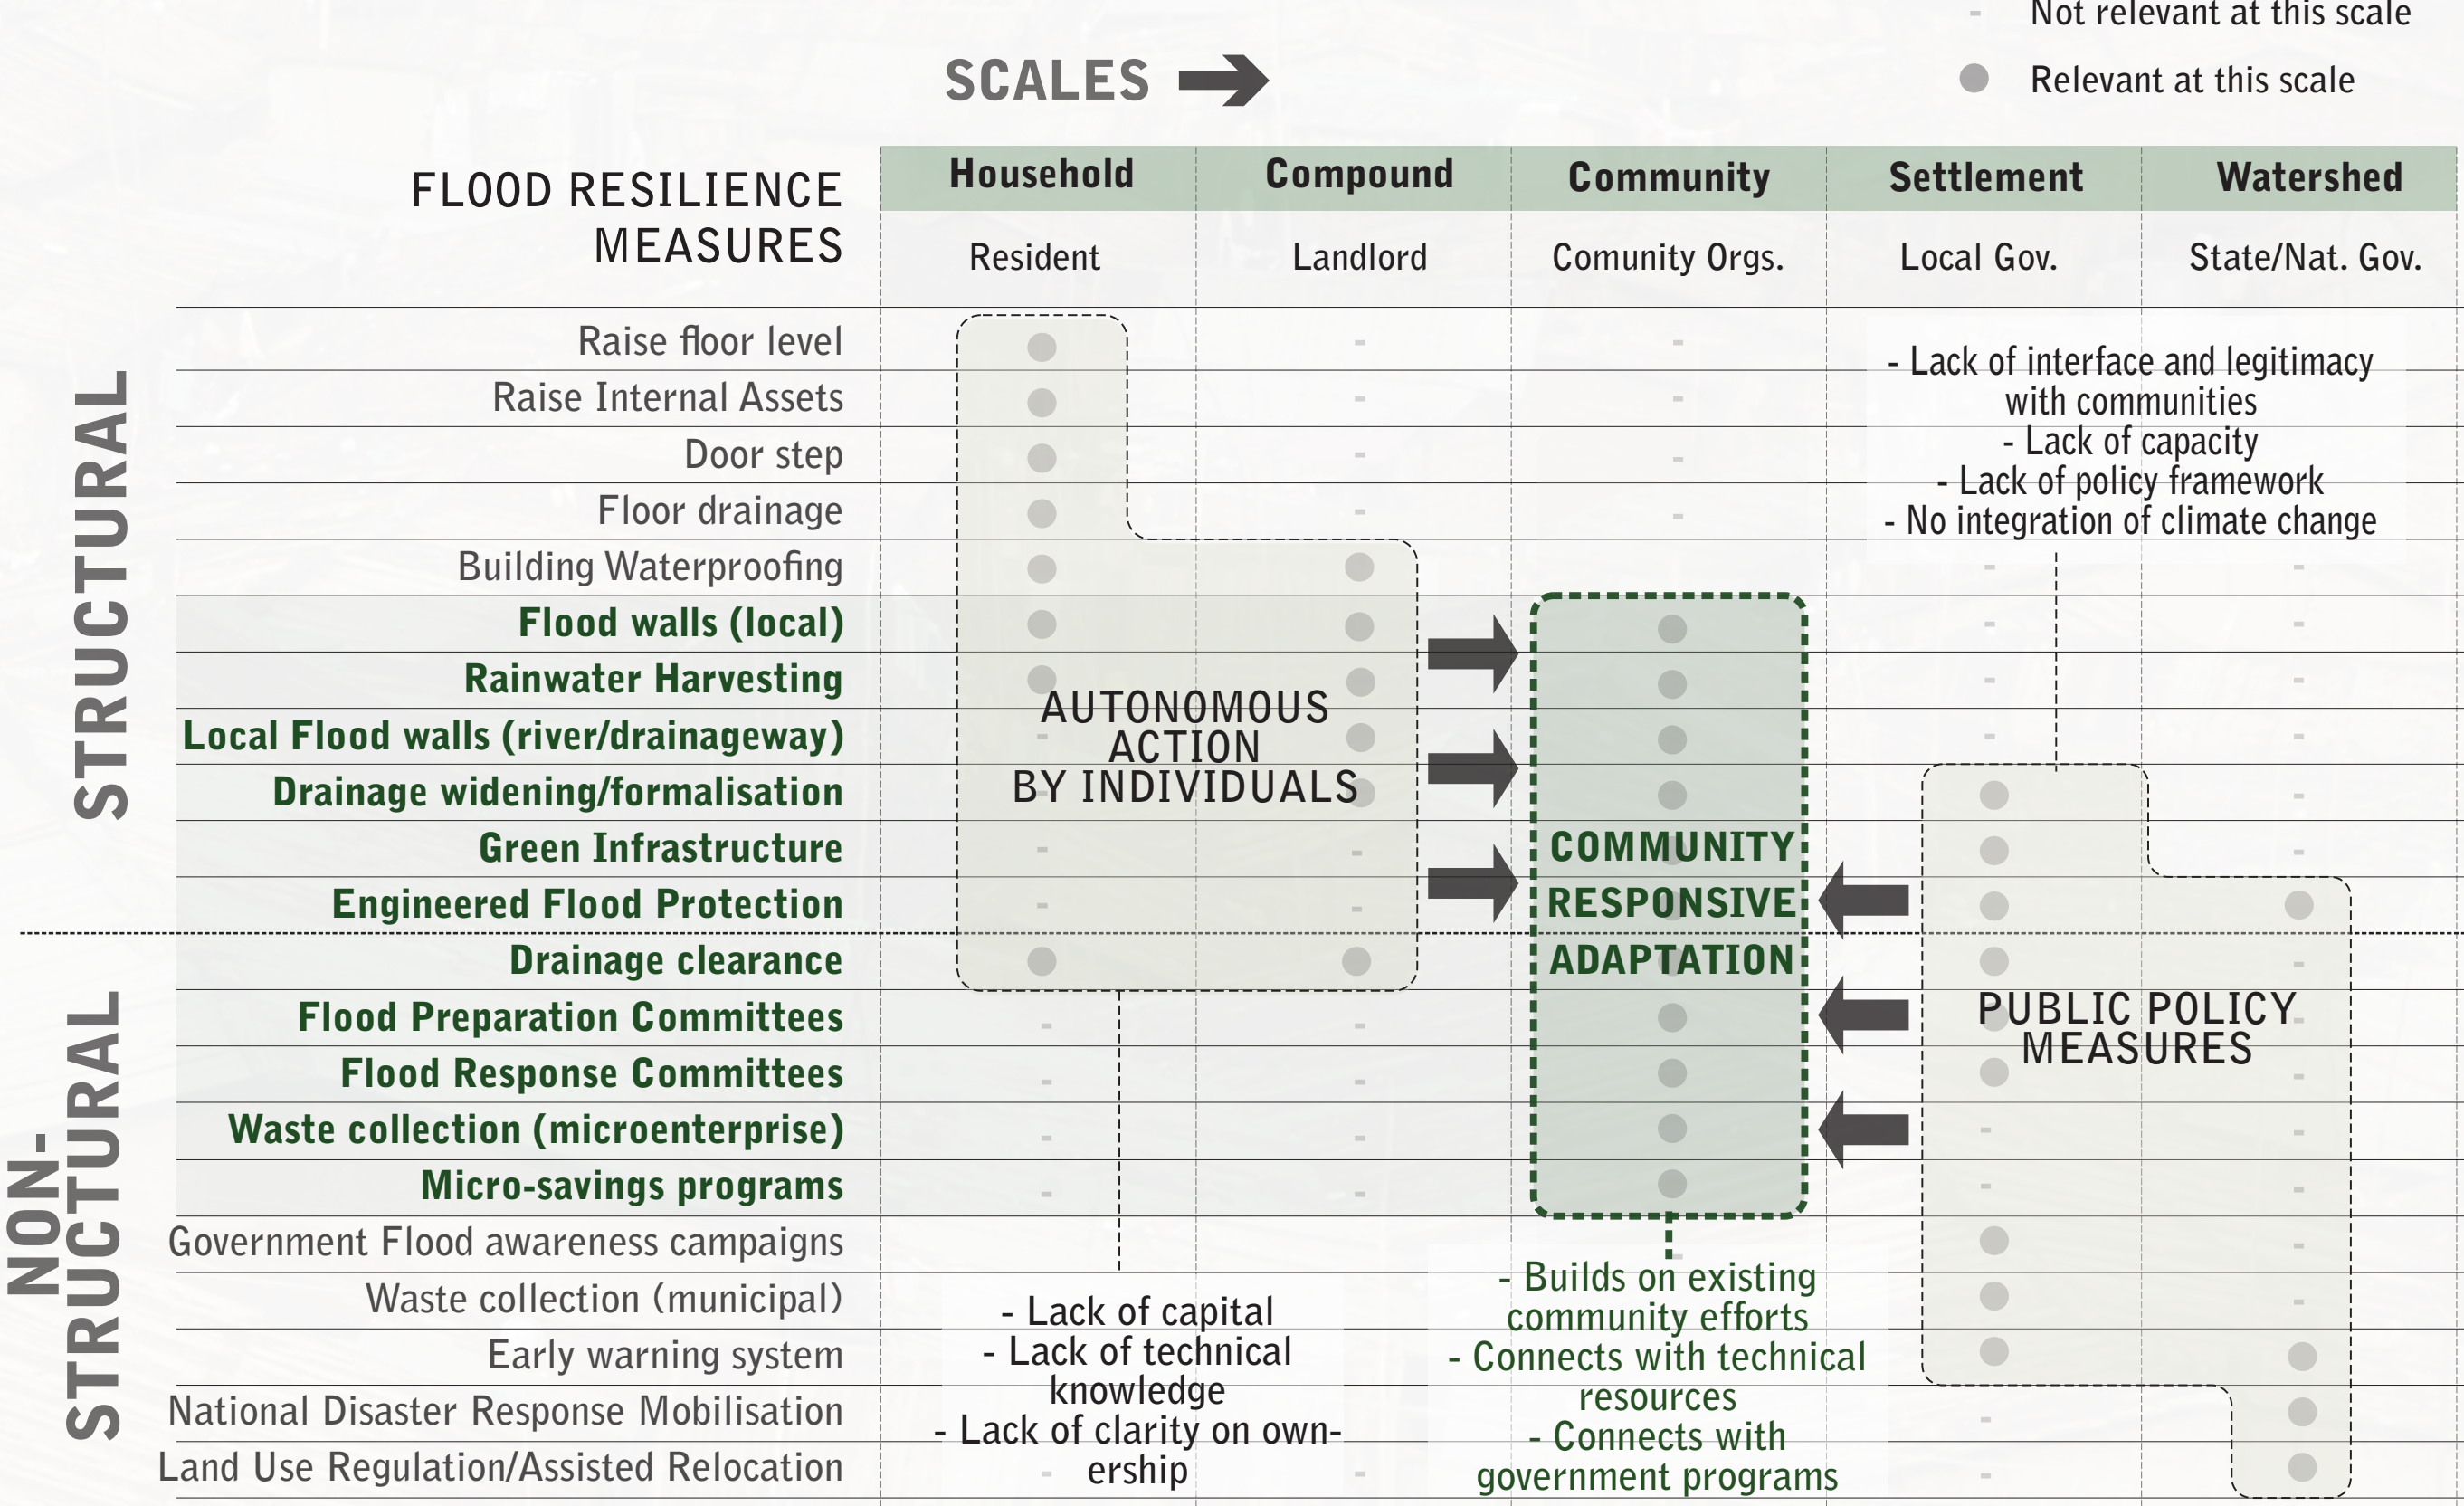 - Not relevant at this scale
SCALES
Relevant at this scale
FLOOD RESILIENCE
MEASURES
Household
Compound
Community
Settlement
Watershed
Resident
Landlord
Comunity Orgs.
Local Gov.
State/Nat. Gov.
STRUCTURAL
Raise floor level
Raise Internal Assets
Door step
Floor drainage
Building Waterproofing
Flood walls (local)
Rainwater Harvesting
Local Flood walls (river/drainageway)
Drainage widening/formalisation
Green Infrastructure
Engineered Flood Protection
NON-
STRUCTURAL
Drainage clearance
Flood Preparation Committees
Flood Response Committees
Waste collection (microenterprise)
Micro-savings programs
Government Flood awareness campaigns
Waste collection (municipal)
Early warning system
National Disaster Response Mobilisation
Land Use Regulation/Assisted Relocation
AUTONOMOUS
ACTION
BY INDIVIDUALS
- Lack of capital
- Lack of technical
knowledge
- Lack of clarity on own-
ership
COMMUNITY
RESPONSIVE
ADAPTATION
- Builds on existing
community efforts
- Connects with technical
resources
- Connects with
government programs
- Lack of interface and legitimacy
with communities
- Lack of capacity
- Lack of policy framework
- No integration of climate change
PUBLIC POLICY
MEASURES